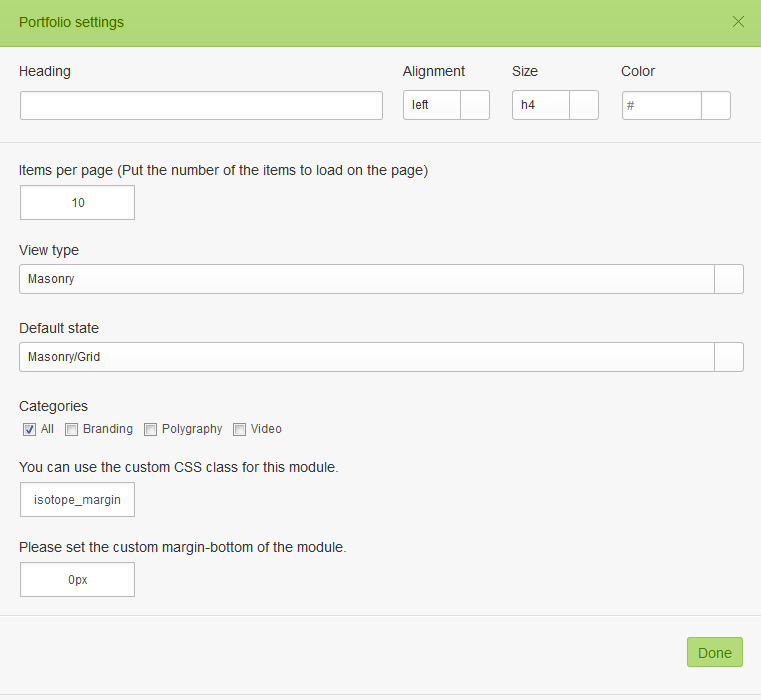 Portfolio settings
Heading Alignment Size Color
left h4 #
Items per page (Put the number of the items to load on the page)
10
View type
Masonry
Default state
Masonry/Grid
Categories
All Branding Polygraphy Video
You can use the custom CSS class for this module.
isotope_margin
Please set the custom margin-bottom of the module.
0px
Done